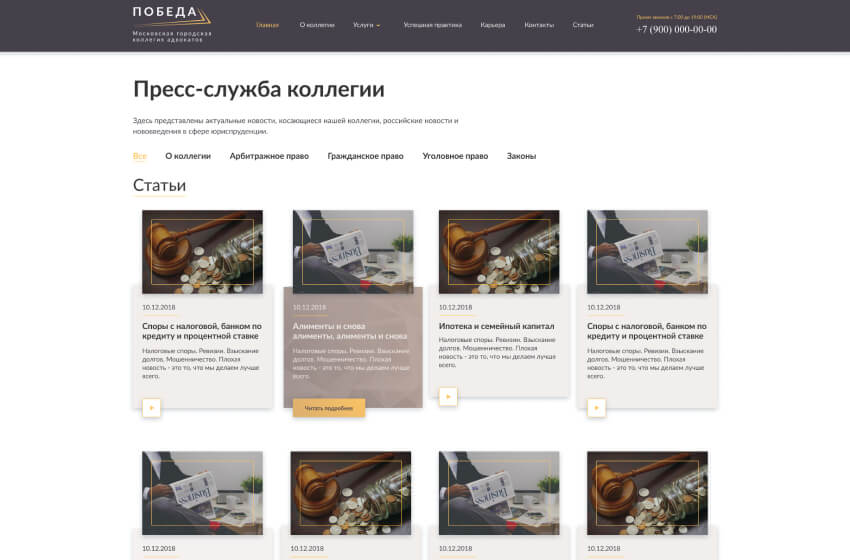 ПОБЕДА
Московская городская
коллегия адвокатов
Главная О коллегии Услуги Успешная практика Карьера Контакты Статьи
Прием звонков с 7:00 до 19:00 (МСК)
+7 (900) 000-00-00
Пресс-служба коллегии
Здесь представлены актуальные новости, косающиеся нашей коллегии, российские новости и
нововведения в сфере юриспруденции.
Все О коллегии Арбитражное право Гражданское право Уголовное право Законы
Статьи
Business
10.12.2018
Споры с налоговой, банком по
кредиту и процентной ставке
Налоговые споры. Ревизии. Взыскание
долгов. Мошенничество. Плохая
новость - это то, что мы делаем лучше
всего.
10.12.2018
Алименты и снова
алименты, алименты и снова
Налоговые споры. Ревизии. Взыскание
долгов. Мошенничество. Плохая
новость - это то, что мы делаем лучше
всего.
Читать подробнее
10.12.2018
Ипотека и семейный капитал
Налоговые споры. Ревизии. Взыскание
долгов. Мошенничество. Плохая
новость - это то, что мы делаем лучше
всего.
Business
10.12.2018
Споры с налоговой, банком по
кредиту и процентной ставке
Налоговые споры. Ревизии. Взыскание
долгов. Мошенничество. Плохая
новость - это то, что мы делаем лучше
всего.
Business
10.12.2018
10.12.2018
Business
10.12.2018
10.12.2018